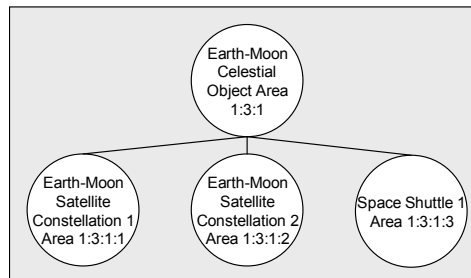 Earth-Moon
Celestial
Object Area
1:3:1
Earth-Moon
Satellite
Constellation 1
Area 1:3:1:1
Earth-Moon
Satellite
Constellation 2
Area 1:3:1:2
Space Shuttle 1
Area 1:3:1:3